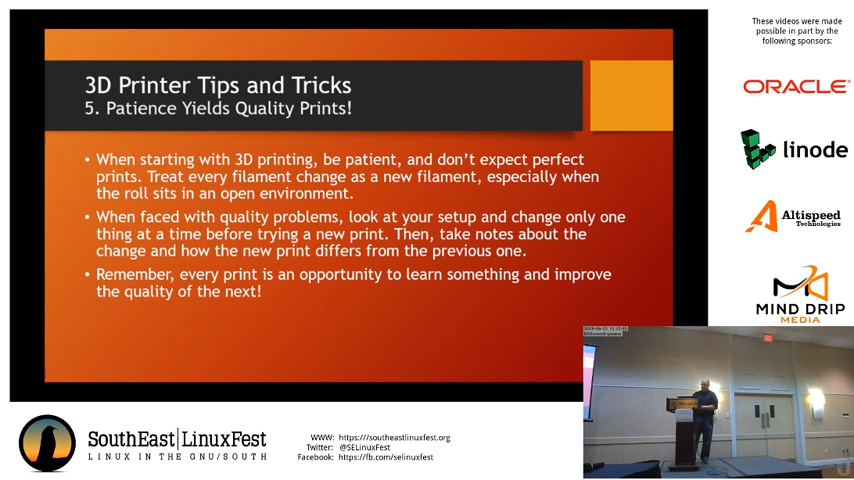 These videos were made
possible in part by the
following sponsors:
3D Printer Tips and Tricks
5. Patience Yields Quality Prints!
• When starting with 3D printing, be patient, and don't expect perfect
prints. Treat every filament change as a new filament, especially when
the roll sits in an open environment.
• When faced with quality problems, look at your setup and change only one
thing at a time before trying a new print. Then, take notes about the
change and how the new print differs from the previous one.
• Remember, every print is an opportunity to learn something and improve
the quality of the next!
ORACLE
linode
Altispeed
Technologies
MIND DRIP
MEDIA
SouthEast|LinuxFest
LINUX IN THE GNU/SOUTH
WWW: https://southeastlinuxfest.org
Twitter: @SELinuxFest
Facebook: https://fb.com/selinuxfest